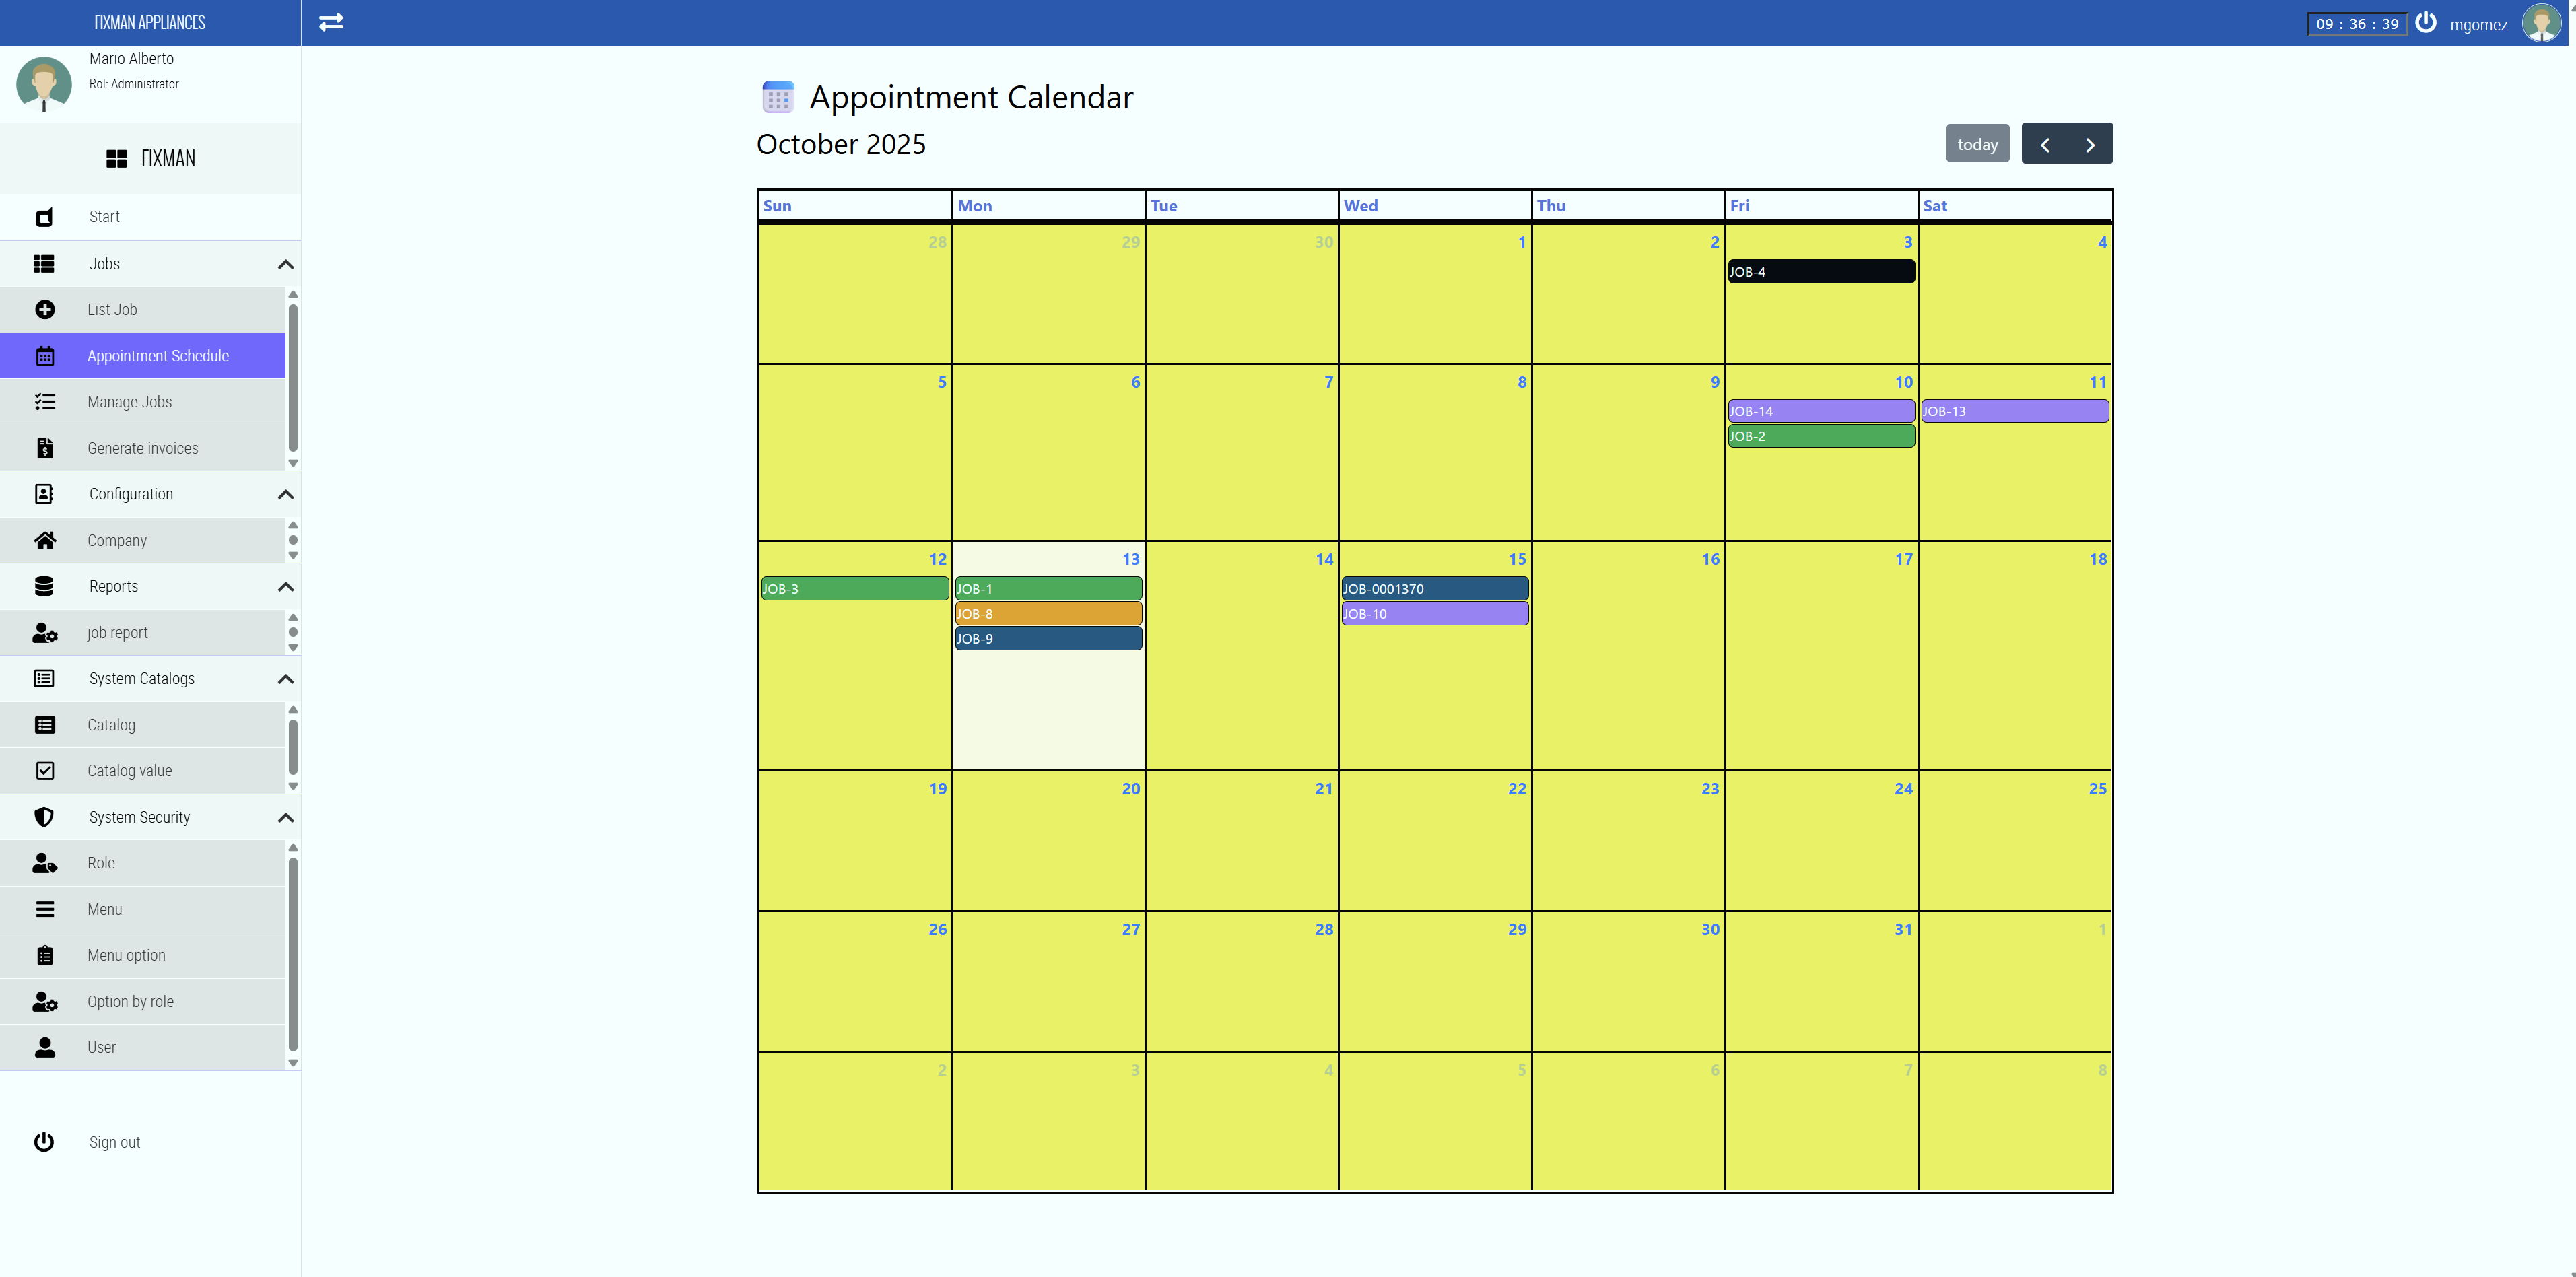 FIXMAN APPLIANCES
09 : 36 : 39
mgomez
Mario Alberto
Rol: Administrator
FIXMAN
Start
Jobs
List Job
Appointment Schedule
Manage Jobs
Generate invoices
Configuration
Company
Reports
job report
System Catalogs
Catalog
Catalog value
System Security
Role
Menu
Menu option
Option by role
User
Sign out
Appointment Calendar
October 2025
today
Sun Mon Tue Wed Thu Fri Sat
28 29 30 1 2 3 4
JOB-4
5 6 7 8 9 10 11
JOB-14 JOB-13
JOB-2
12 13 14 15 16 17 18
JOB-3 JOB-1 JOB-0001370
JOB-8 JOB-10
JOB-9
19 20 21 22 23 24 25
26 27 28 29 30 31 1
2 3 4 5 6 7 8